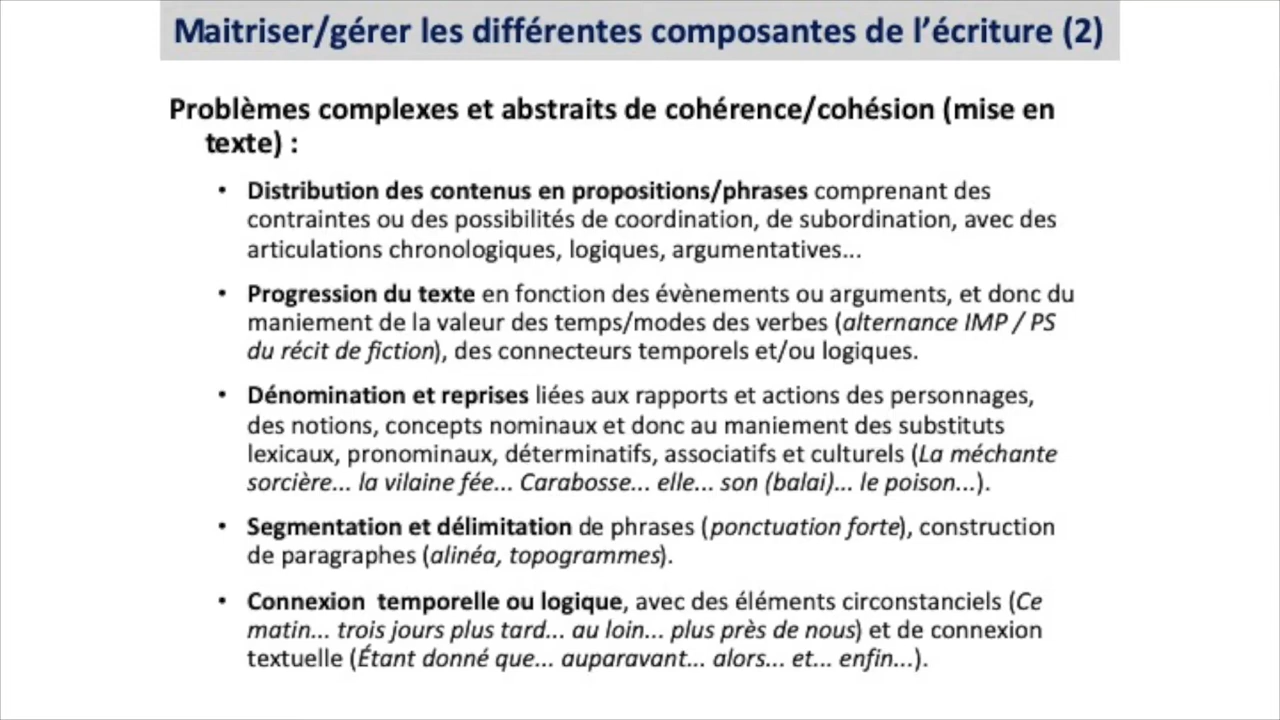 Maitriser/gérer les différentes composantes de l’écriture (2)
Problèmes complexes et abstraits de cohérence/cohésion (mise en
texte) :
• Distribution des contenus en propositions/phrases comprenant des
contraintes ou des possibilités de coordination, de subordination, avec des
articulations chronologiques, logiques, argumentatives...
• Progression du texte en fonction des évènements ou arguments, et donc du
maniement de la valeur des temps/modes des verbes (alternance IMP / PS
du récit de fiction), des connecteurs temporels et/ou logiques.
• Dénomination et reprises liées aux rapports et actions des personnages,
des notions, concepts nominaux et donc au maniement des substituts
lexicaux, pronominaux, déterminatifs, associatifs et culturels (La méchante
sorcière... la vilaine fée... Carabosse... elle... son (balai)... le poison...).
• Segmentation et délimitation de phrases (ponctuation forte), construction
de paragraphes (alinéa, topogrammes).
• Connexion  temporelle ou logique, avec des éléments circonstanciels (Ce
matin... trois jours plus tard... au loin... plus près de nous) et de connexion
textuelle (Étant donné que... auparavant... alors... et... enfin...).